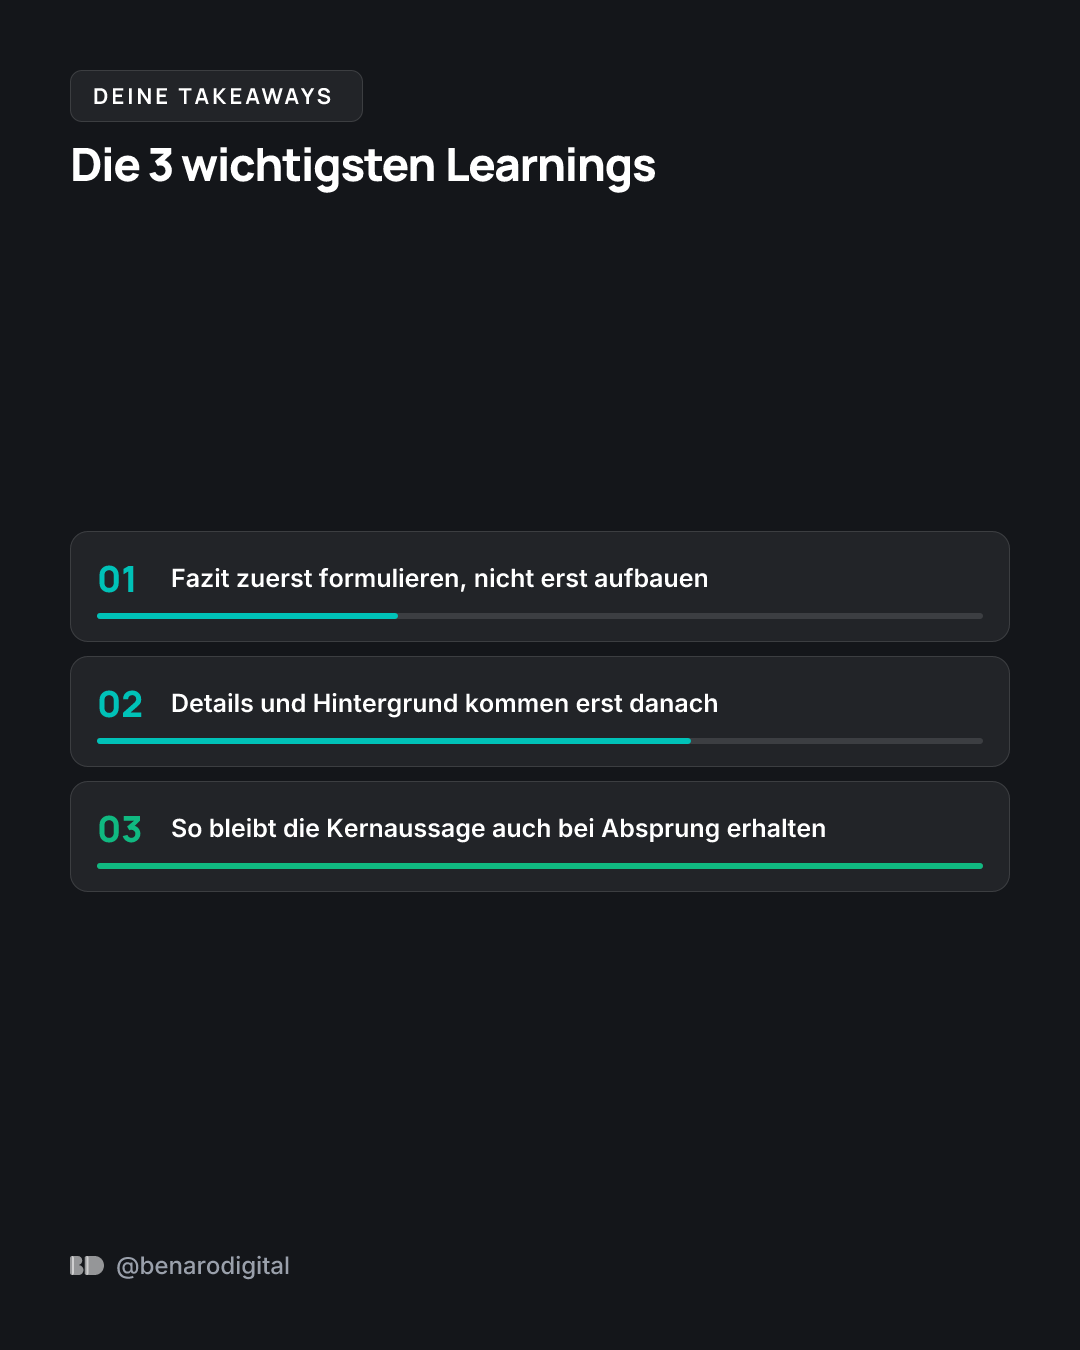 DEINE TAKEAWAYS
Die 3 wichtigsten Learnings
01 Fazit zuerst formulieren, nicht erst aufbauen
02 Details und Hintergrund kommen erst danach
03 So bleibt die Kernaussage auch bei Absprung erhalten
BD @benarodigital